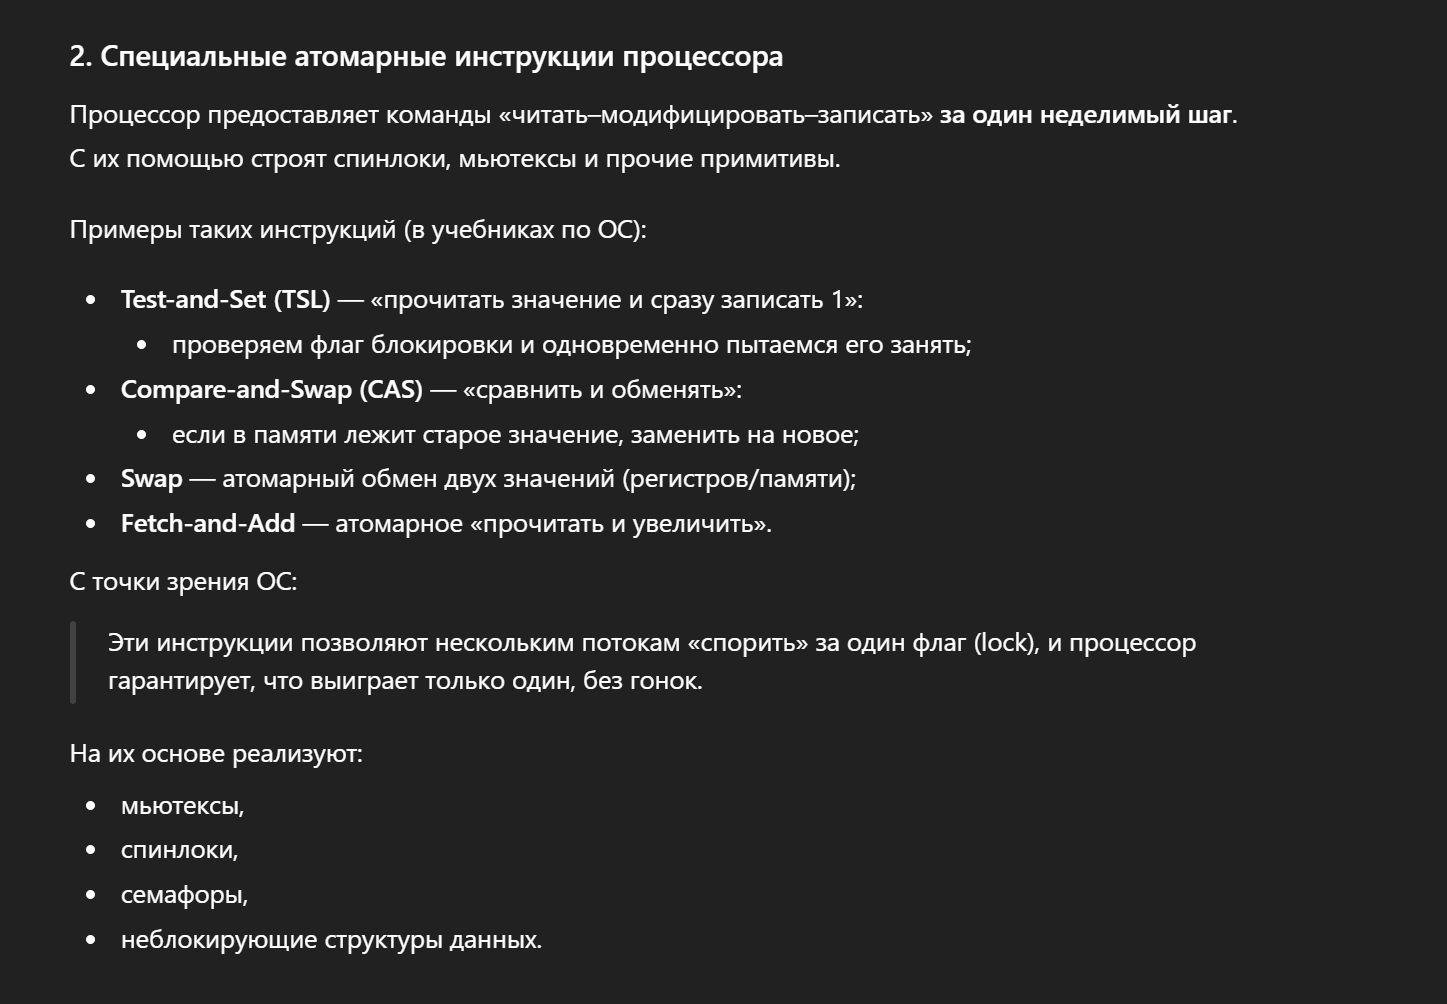 2. Специальные атомарные инструкции процессора
Процессор предоставляет команды «читать–модифицировать–записать» за один неделимый шаг.
С их помощью строят спинлоки, мьютексы и прочие примитивы.
Примеры таких инструкций (в учебниках по ОС):
• Test-and-Set (TSL) — «прочитать значение и сразу записать 1»:
• проверяем флаг блокировки и одновременно пытаемся его занять;
• Compare-and-Swap (CAS) — «сравнить и обменять»:
• если в памяти лежит старое значение, заменить на новое;
• Swap — атомарный обмен двух значений (регистров/памяти);
• Fetch-and-Add — атомарное «прочитать и увеличить».
С точки зрения ОС:
Эти инструкции позволяют нескольким потокам «спорить» за один флаг (lock), и процессор
гарантирует, что выиграет только один, без гонок.
На их основе реализуют:
• мьютексы,
• спинлоки,
• семафоры,
• неблокирующие структуры данных.